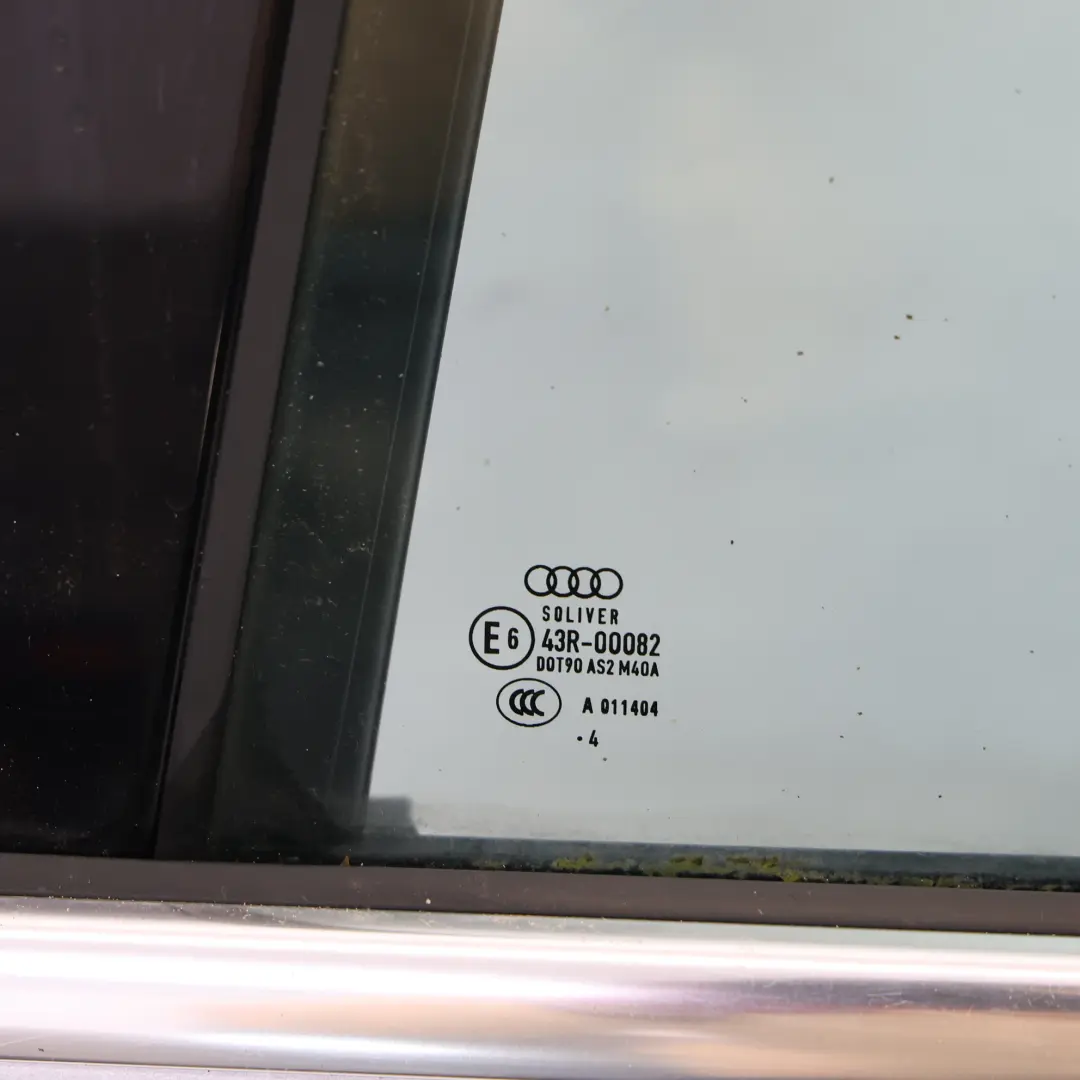 SOLIVER
E6 43R-00082
DOT90 AS2 M40A
CCC A 011404
·4